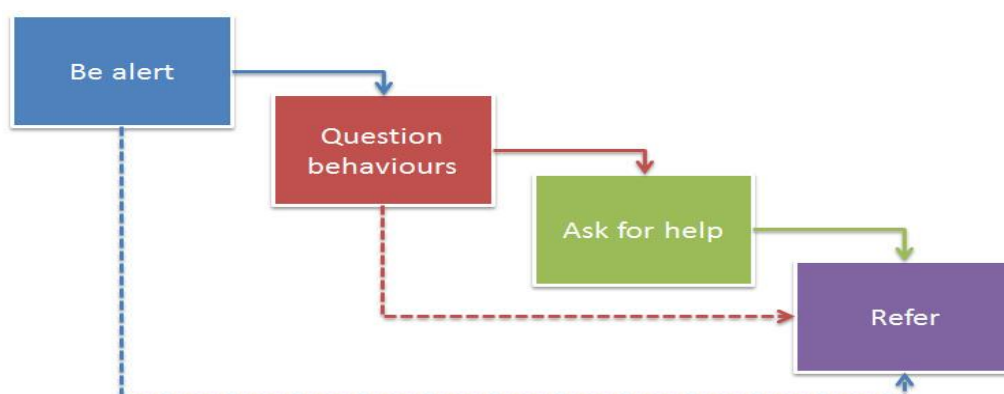 Be alert
Question
behaviours
Ask for help
Refer